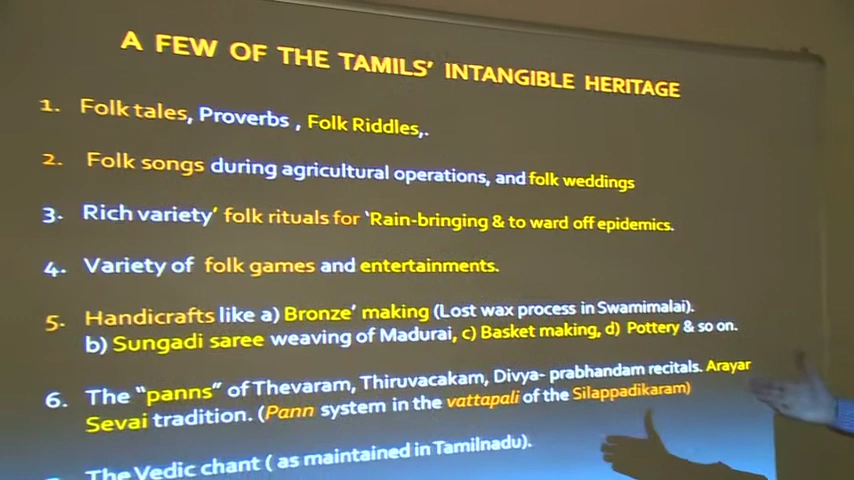 A FEW OF THE TAMILS' INTANGIBLE HERITAGE
1. Folk tales, Proverbs , Folk Riddles,.
2. Folk songs during agricultural operations, and folk weddings
3. Rich variety' folk rituals for 'Rain-bringing & to ward off epidemics.
4. Variety of folk games and entertainments.
5. Handicrafts like a) Bronze' making (Lost wax process in Swamimalai).
b) Sungadi saree weaving of Madurai, c) Basket making, d) Pottery & so on.
6. The "panns" of Thevaram, Thiruvacakam, Divya- prabhandam recitals. Arayar
Sevai tradition. (Pann system in the vattapali of the Silappadikaram)
The Vedic chant ( as maintained in Tamilnadu).